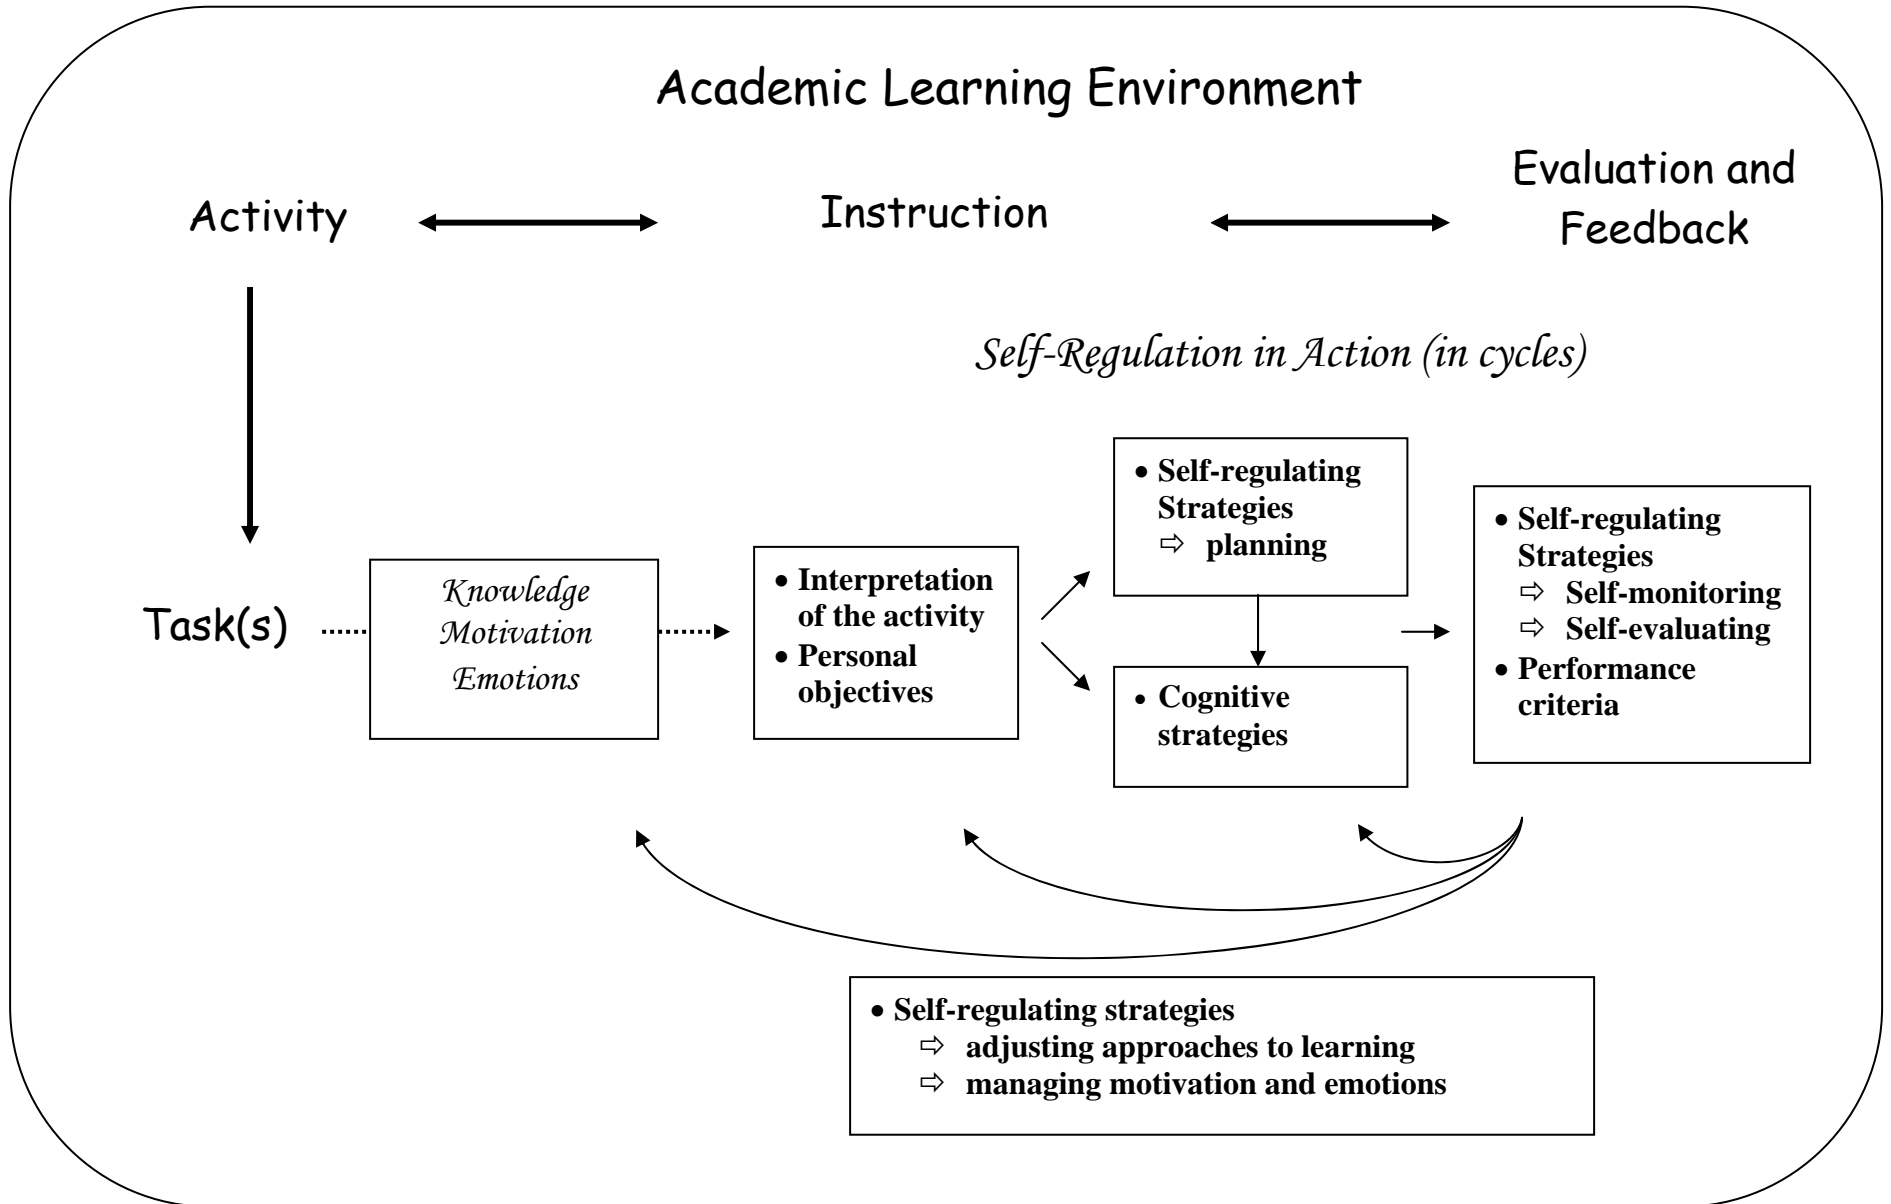 Academic Learning Environment
Activity
Instruction
Evaluation and
Feedback
Self-Regulation in Action (in cycles)
Task(s)
Knowledge
Motivation
Emotions
• Interpretation
of the activity
• Personal
objectives
• Self-regulating
Strategies
⇨ planning
• Cognitive
strategies
• Self-regulating
Strategies
⇨ Self-monitoring
⇨ Self-evaluating
• Performance
criteria
• Self-regulating strategies
⇨ adjusting approaches to learning
⇨ managing motivation and emotions